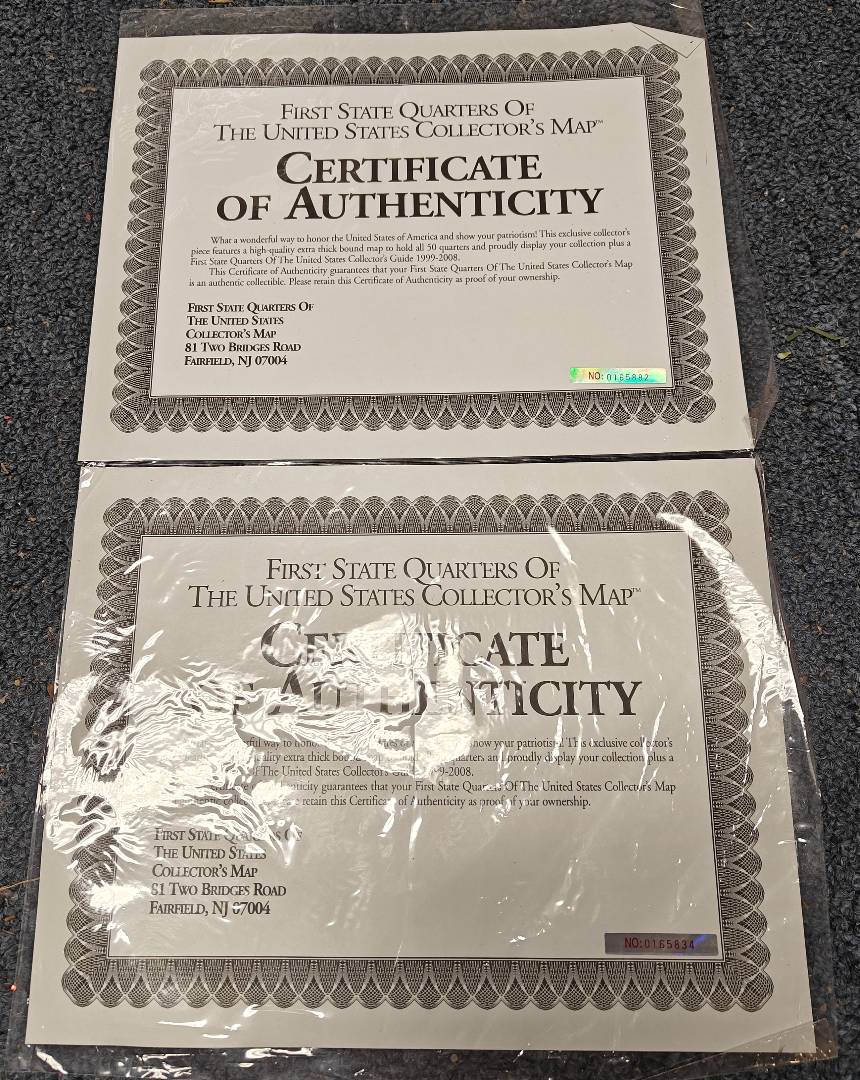 FIRST STATE QUARTERS OF
THE UNITED STATES COLLECTOR'S MAP™
CERTIFICATE
OF AUTHENTICITY
What a wonderful way to honor the United States of America and show your patriotism! This exclusive collector's
piece features a high-quality extra thick bound map to hold all 50 quarters and proudly display your collection plus a
First State Quarters Of The United States Collector's Guide 1999-2008.
This Certificate of Authenticity guarantees that your First State Quarters Of The United States Collector's Map
is an authentic collectible. Please retain this Certificate of Authenticity as proof of your ownership.
FIRST STATE QUARTERS OF
THE UNITED STATES
COLLECTOR'S MAP
81 TWO BRIDGES ROAD
FAIRFIELD, NJ 07004
NO:0165882
FIRST STATE QUARTERS OF
THE UNITED STATES COLLECTOR'S MAP™
CERTIFICATE
OF AUTHENTICITY
way to show your patriotism! This exclusive collector's
quality extra thick quarters and proudly display your collection plus a
Of The United States Collector's
guarantees that your First State Quarters Of The United States Collector's Map
retain this Certificate of Authenticity as proof of your ownership.
FIRST STATE QUARTERS OF
THE UNITED STATES
COLLECTOR'S MAP
81 TWO BRIDGES ROAD
FAIRFIELD, NJ 07004
NO:0165834